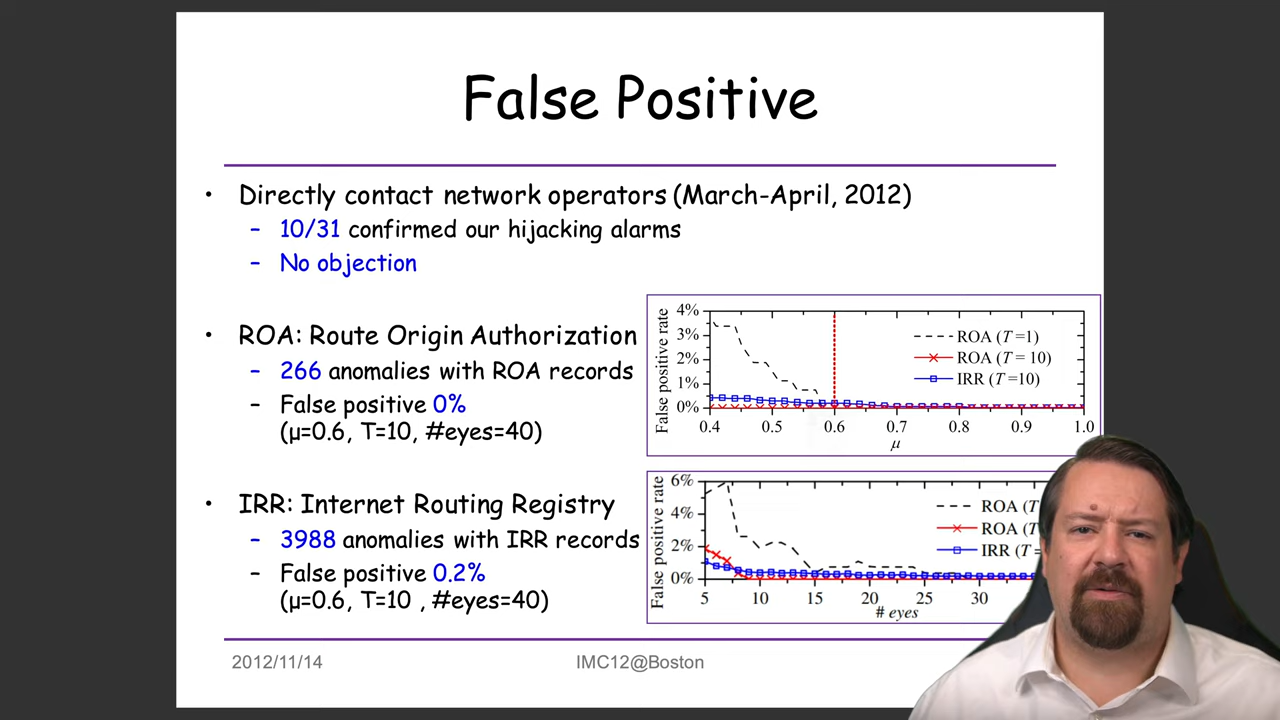 False Positive
• Directly contact network operators (March-April, 2012)
– 10/31 confirmed our hijacking alarms
– No objection
• ROA: Route Origin Authorization
– 266 anomalies with ROA records
– False positive 0%
(μ=0.6, T=10, #eyes=40)
• IRR: Internet Routing Registry
– 3988 anomalies with IRR records
– False positive 0.2%
(μ=0.6, T=10 , #eyes=40)
False positive rate
4%
3%
2%
1%
0%
ROA (T =1)
ROA (T = 10)
IRR (T =10)
0.4 0.5 0.6 0.7 0.8 0.9 1.0
μ
False positive rate
6%
4%
2%
0%
ROA (T
ROA (T
IRR (T =
5 10 15 20 25 30
# eyes
2012/11/14
IMC12@Boston